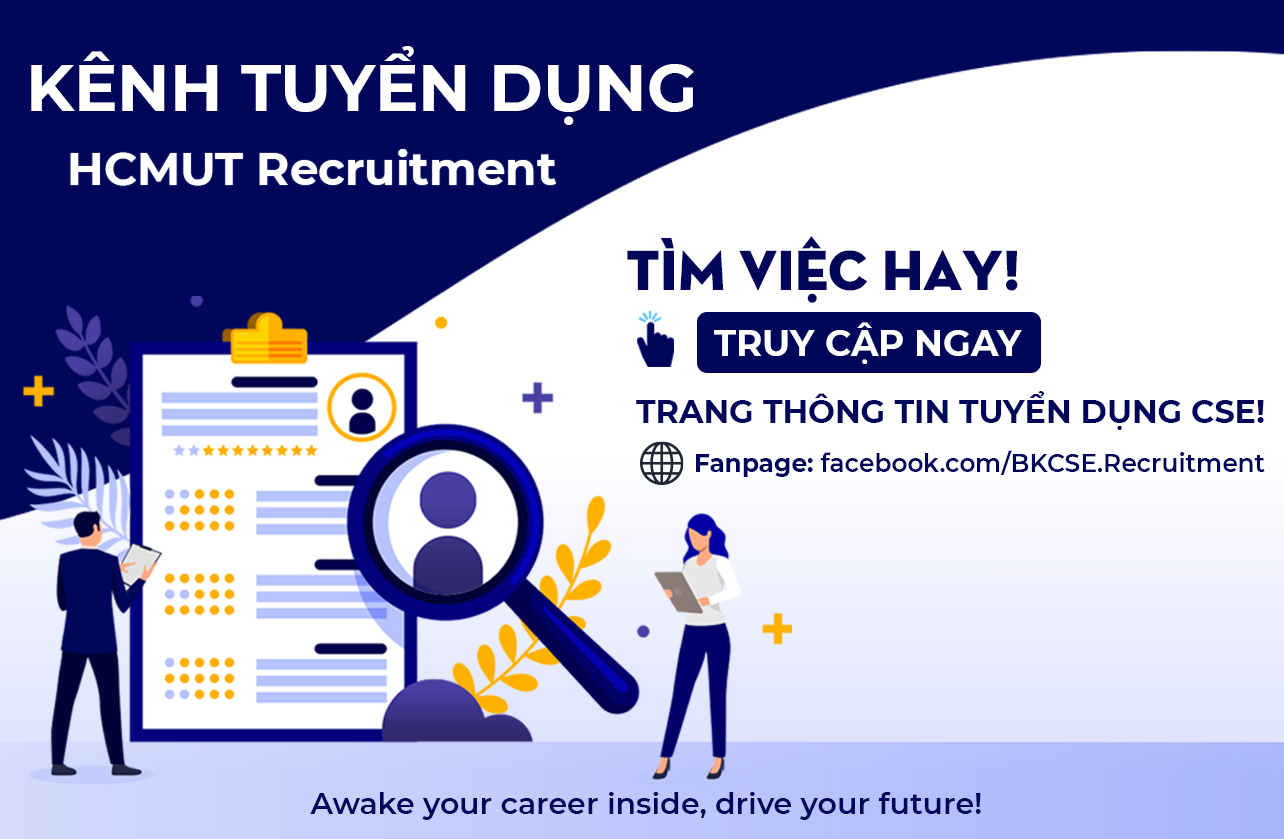 KÊNH TUYỂN DỤNG
HCMUT Recruitment
TÌM VIỆC HAY!
TRUY CẬP NGAY
TRANG THÔNG TIN TUYỂN DỤNG CSE!
Fanpage: facebook.com/BKCSE.Recruitment
Awake your career inside, drive your future!